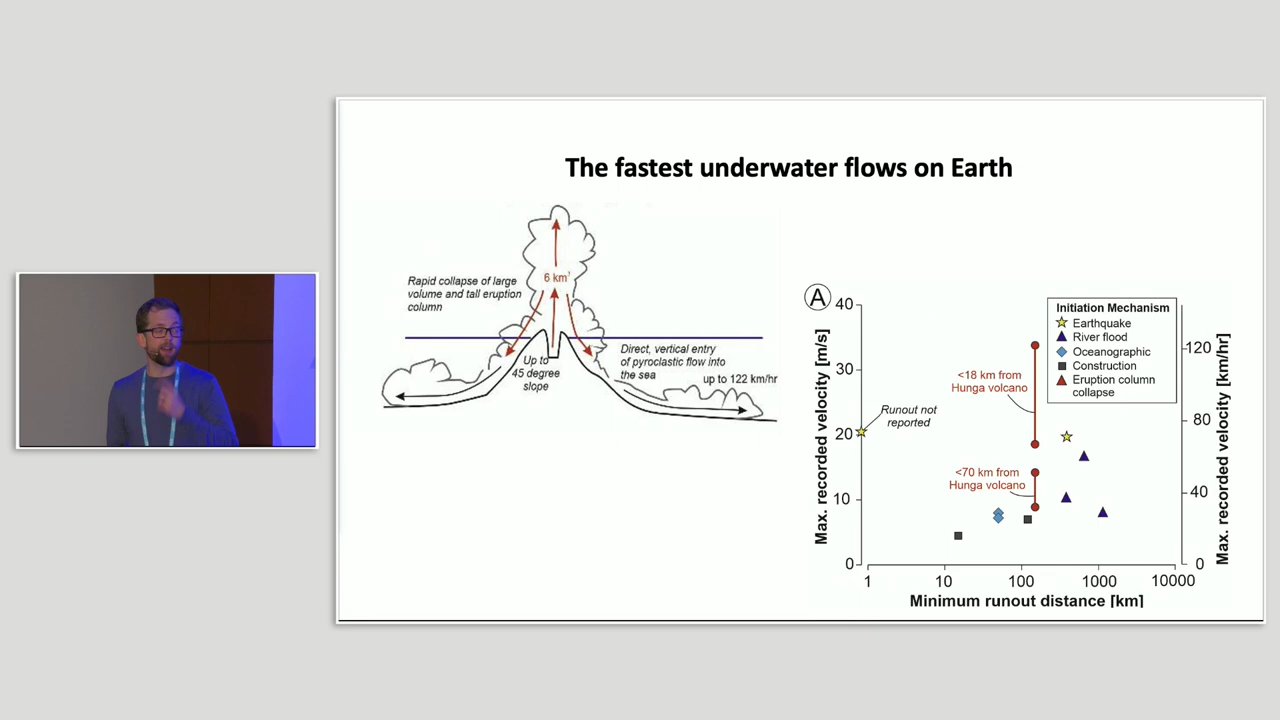 The fastest underwater flows on Earth
Rapid collapse of large
volume and tall eruption
column
6 km³
Up to
45 degree
slope
Direct, vertical entry
of pyroclastic flow into
the sea
up to 122 km/hr
A
Max. recorded velocity [m/s]
40
30
20
10
0
Runout not
reported
<18 km from
Hunga volcano
<70 km from
Hunga volcano
Initiation Mechanism
Earthquake
River flood
Oceanographic
Construction
Eruption column
collapse
120
80
40
0
Max. recorded velocity [km/hr]
1 10 100 1000 10000
Minimum runout distance [km]